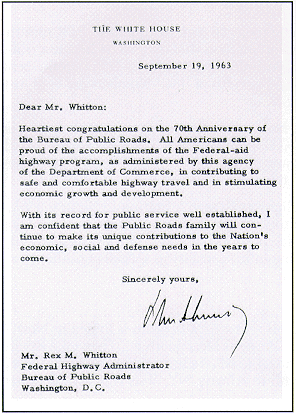 THE WHITE HOUSE
WASHINGTON
September 19, 1963
Dear Mr. Whitton:
Heartiest congratulations on the 70th Anniversary of
the Bureau of Public Roads. All Americans can be
proud of the accomplishments of the Federal-aid
highway program, as administered by this agency
of the Department of Commerce, in contributing to
safe and comfortable highway travel and in stimulating
economic growth and development.
With its record for public service well established, I
am confident that the Public Roads family will con-
tinue to make its unique contributions to the Nation's
economic, social and defense needs in the years to
come.
Sincerely yours,
Mr. Rex M. Whitton
Federal Highway Administrator
Bureau of Public Roads
Washington, D.C.